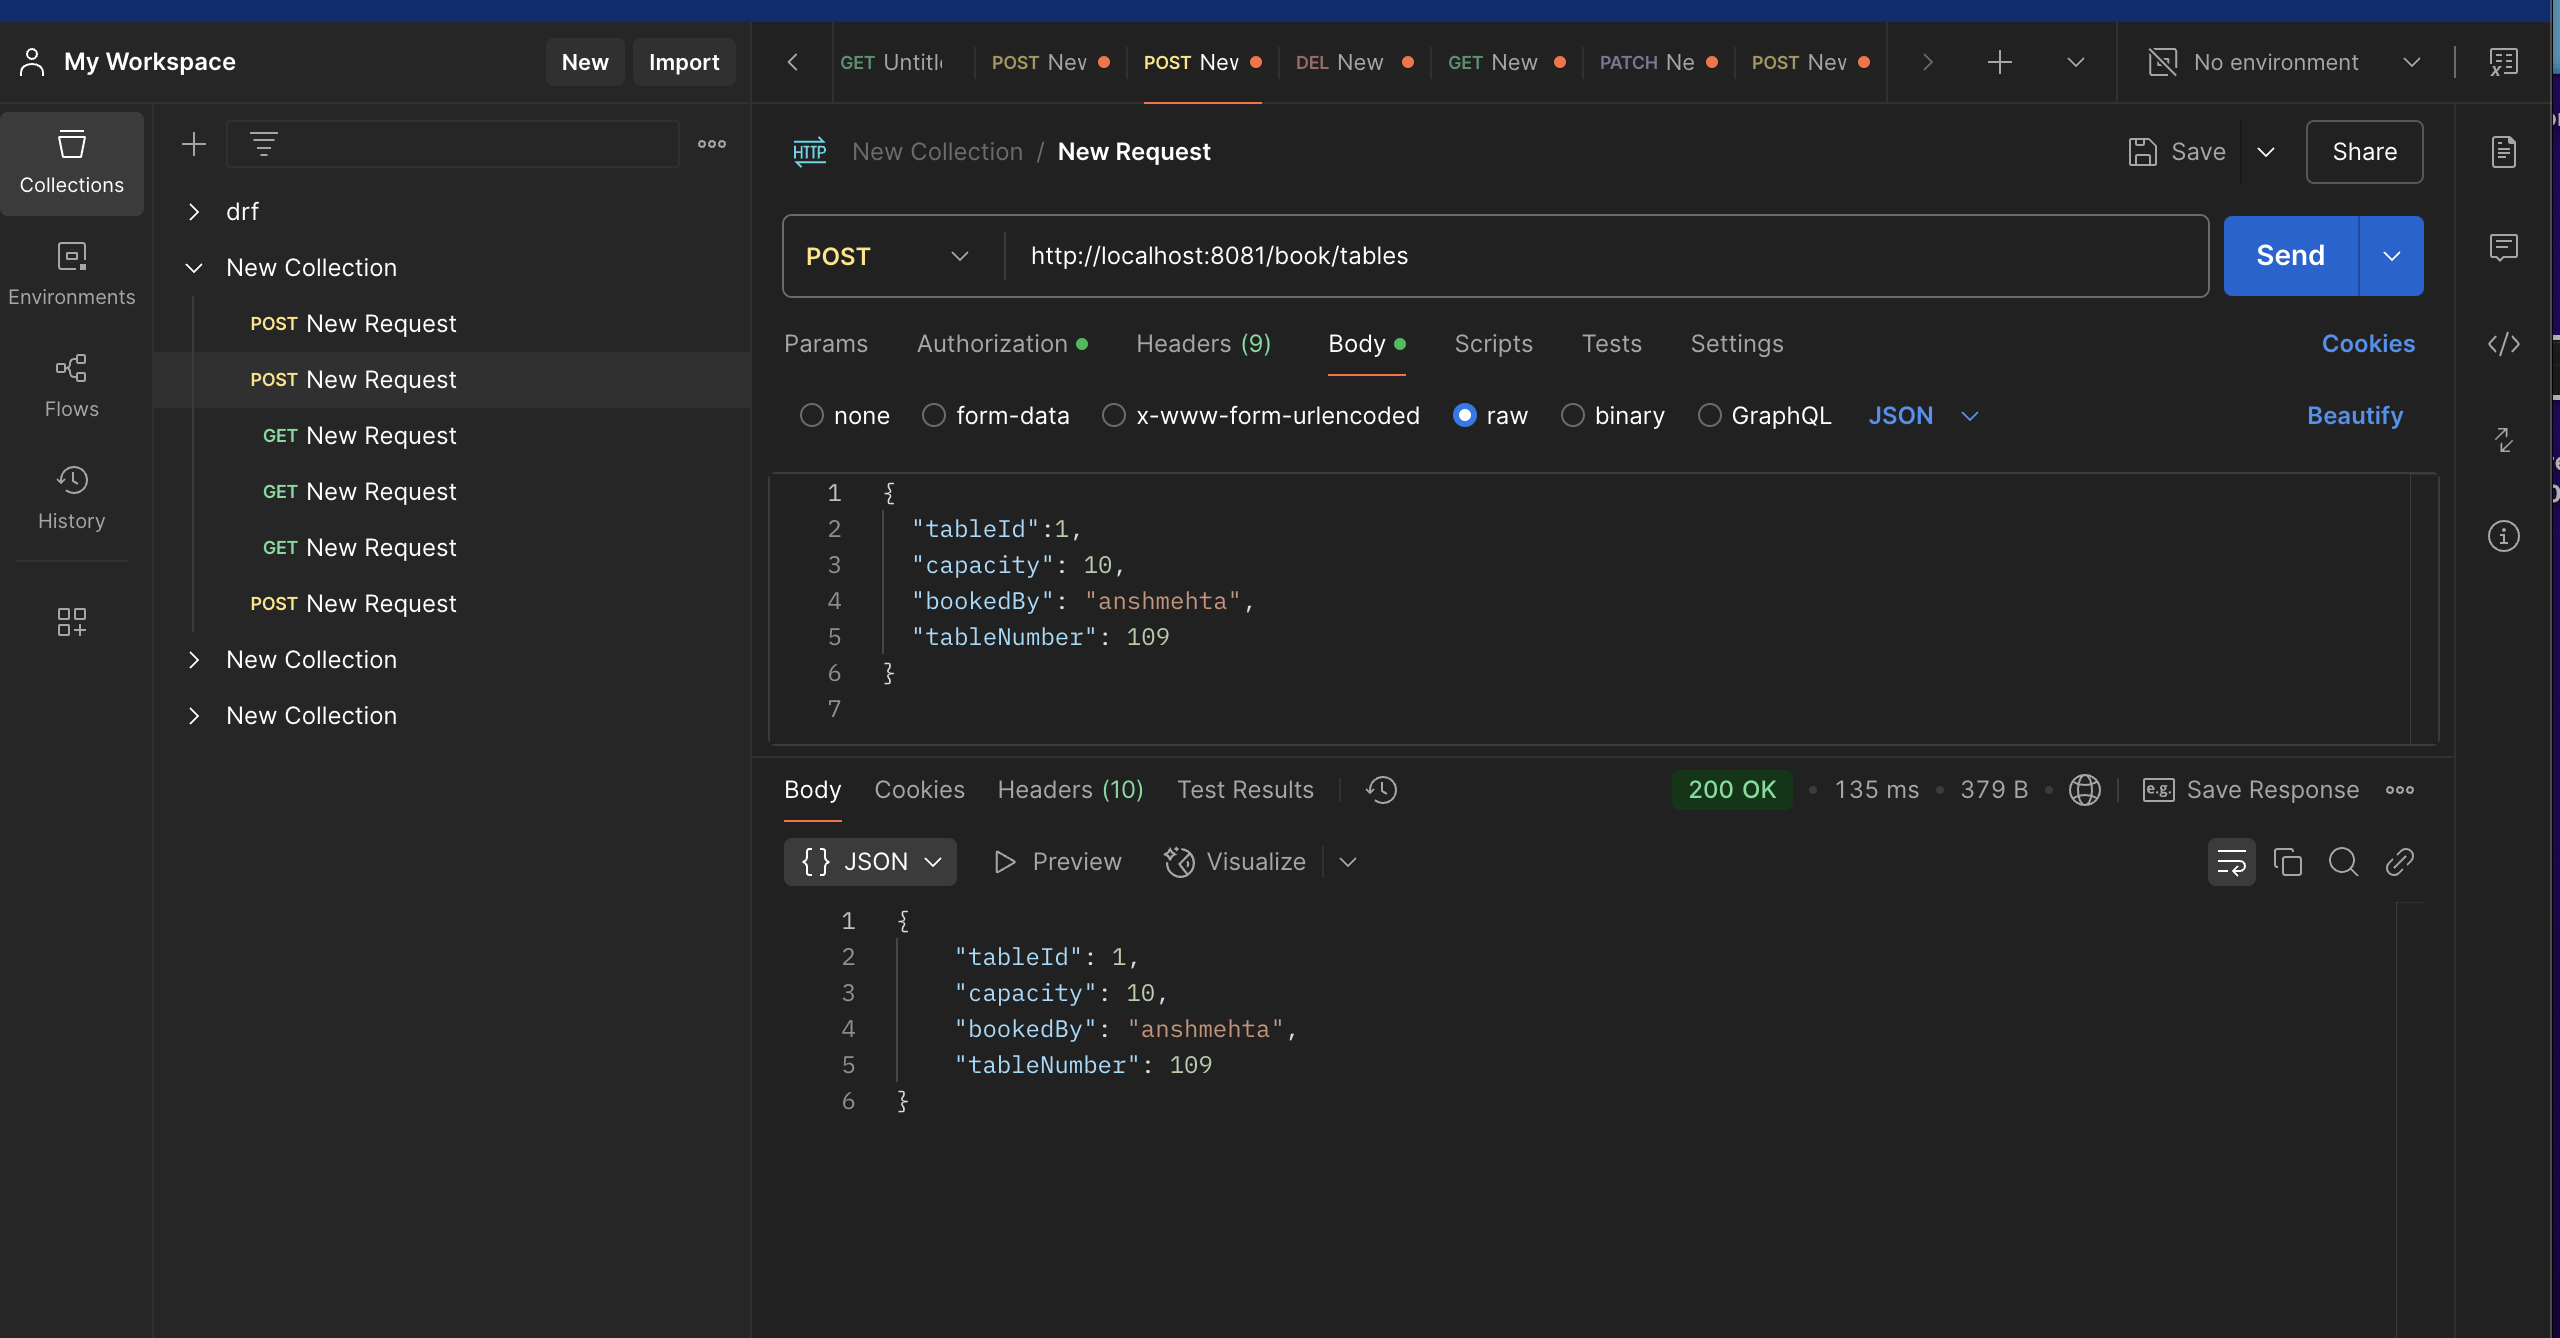 My Workspace New Import
GET Untitl POST New POST New DEL New GET New PATCH Ne POST New No environment
Collections
Environments
Flows
History
drf
New Collection
POST New Request
POST New Request
GET New Request
GET New Request
GET New Request
POST New Request
New Collection
New Collection
HTTP New Collection / New Request Save Share
POST http://localhost:8081/book/tables Send
Params Authorization Headers (9) Body Scripts Tests Settings Cookies
none form-data x-www-form-urlencoded raw binary GraphQL JSON Beautify
1 {
2 "tableId":1,
3 "capacity": 10,
4 "bookedBy": "anshmehta",
5 "tableNumber": 109
6 }
7
Body Cookies Headers (10) Test Results 200 OK • 135 ms • 379 B • e.g. Save Response
{} JSON Preview Visualize
1 {
2 "tableId": 1,
3 "capacity": 10,
4 "bookedBy": "anshmehta",
5 "tableNumber": 109
6 }